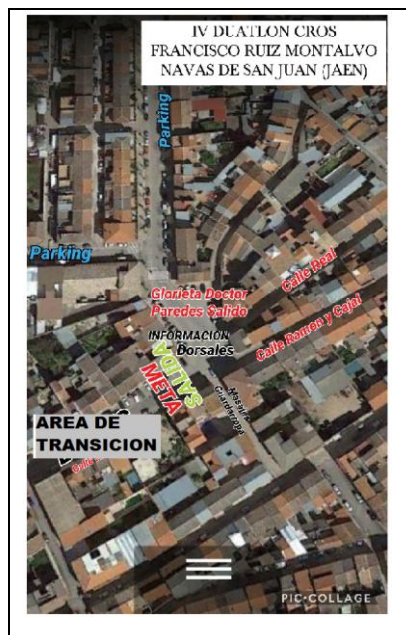 IV DUATLON CROS
FRANCISCO RUIZ MONTALVO
NAVAS DE SAN JUAN (JAEN)
Parking
Parking
Calle Real
Glorieta Doctor
Paredes Salido
Calle Ramon y Cajal
INFORMACION
Dorsales
SALIDA
META
Guardarropa
AREA DE
TRANSICION
PIC•COLLAGE